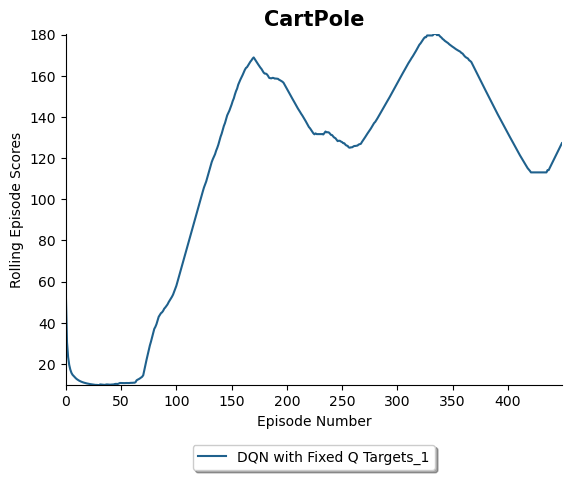 CartPole
Rolling Episode Scores
180
160
140
120
100
80
60
40
20
0 50 100 150 200 250 300 350 400
Episode Number
DQN with Fixed Q Targets_1